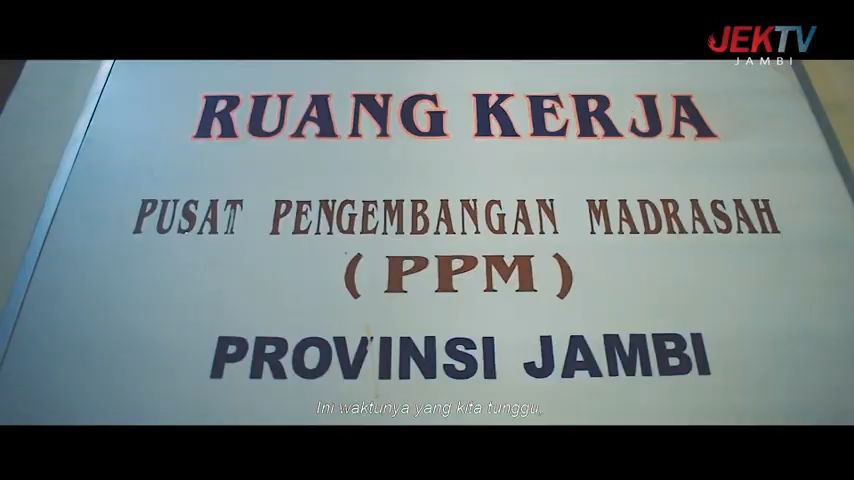 JEKTV
JAMBI
RUANG KERJA
PUSAT PENGEMBANGAN MADRASAH
( PPM )
PROVINSI JAMBI
Ini waktunya yang kita tunggu.